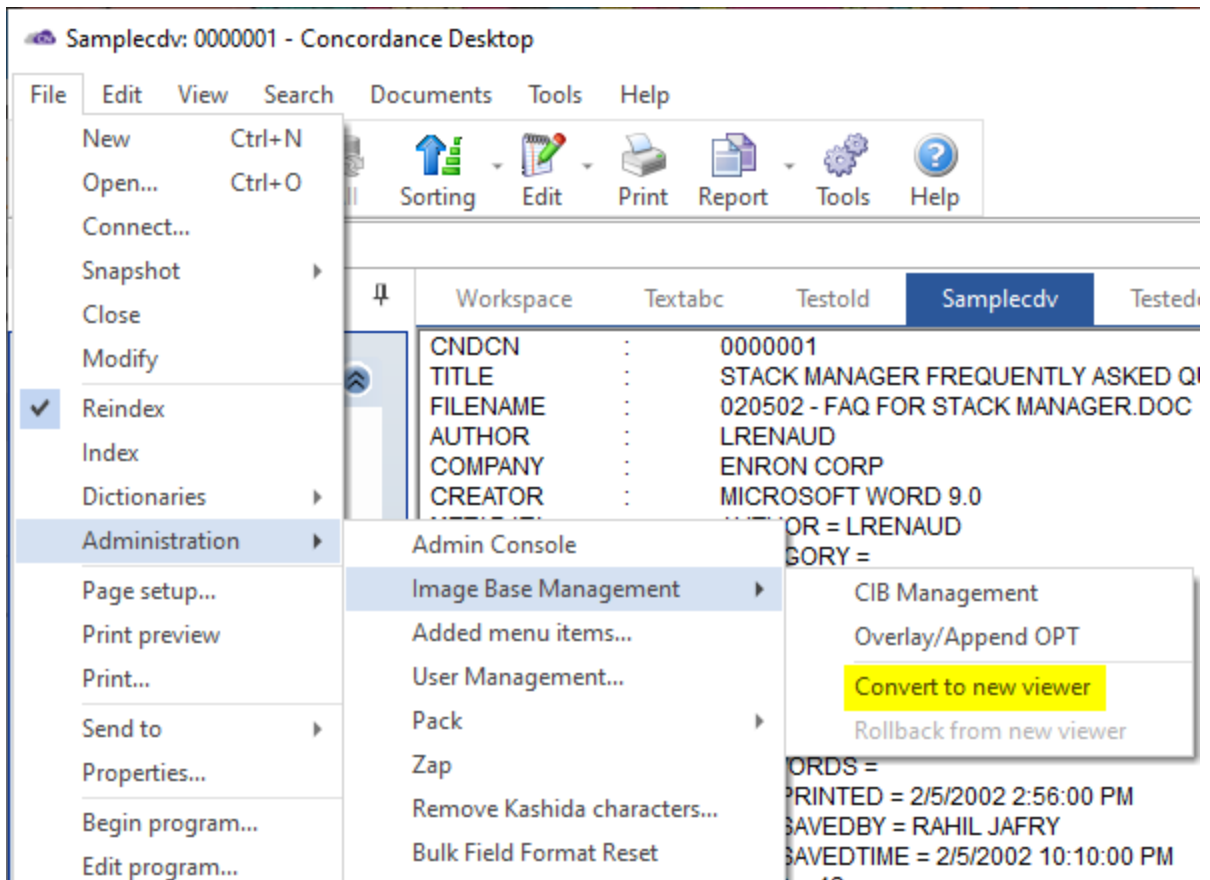 Samplecdv: 0000001 - Concordance Desktop
File Edit View Search Documents Tools Help
New Ctrl+N
Open... Ctrl+O
Connect...
Snapshot
Close
Modify
Reindex
Index
Dictionaries
Administration
Page setup...
Print preview
Print...
Send to
Properties...
Begin program...
Edit program...
Sorting Edit Print Report Tools Help
Workspace Textabc Testold Samplecdv
CNDCN : 0000001
TITLE : STACK MANAGER FREQUENTLY ASKED
FILENAME : 020502 - FAQ FOR STACK MANAGER.DOC
AUTHOR : LRENAUD
COMPANY : ENRON CORP
CREATOR : MICROSOFT WORD 9.0
= LRENAUD
Admin Console
Image Base Management
Added menu items...
User Management...
Pack
Zap
Remove Kashida characters...
Bulk Field Format Reset
CIB Management
Overlay/Append OPT
Convert to new viewer
Rollback from new viewer
PRINTED = 2/5/2002 2:56:00 PM
SAVEDBY = RAHIL JAFRY
SAVEDTIME = 2/5/2002 10:10:00 PM